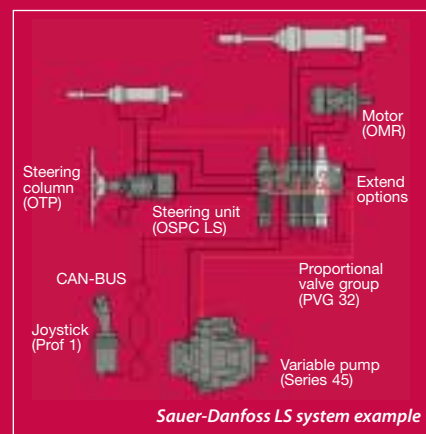 Motor
(OMR)
Steering
column
(OTP)
Extend
options
Steering unit
(OSPC LS)
CAN-BUS
Proportional
valve group
(PVG 32)
Joystick
(Prof 1)
Variable pump
(Series 45)
Sauer-Danfoss LS system example